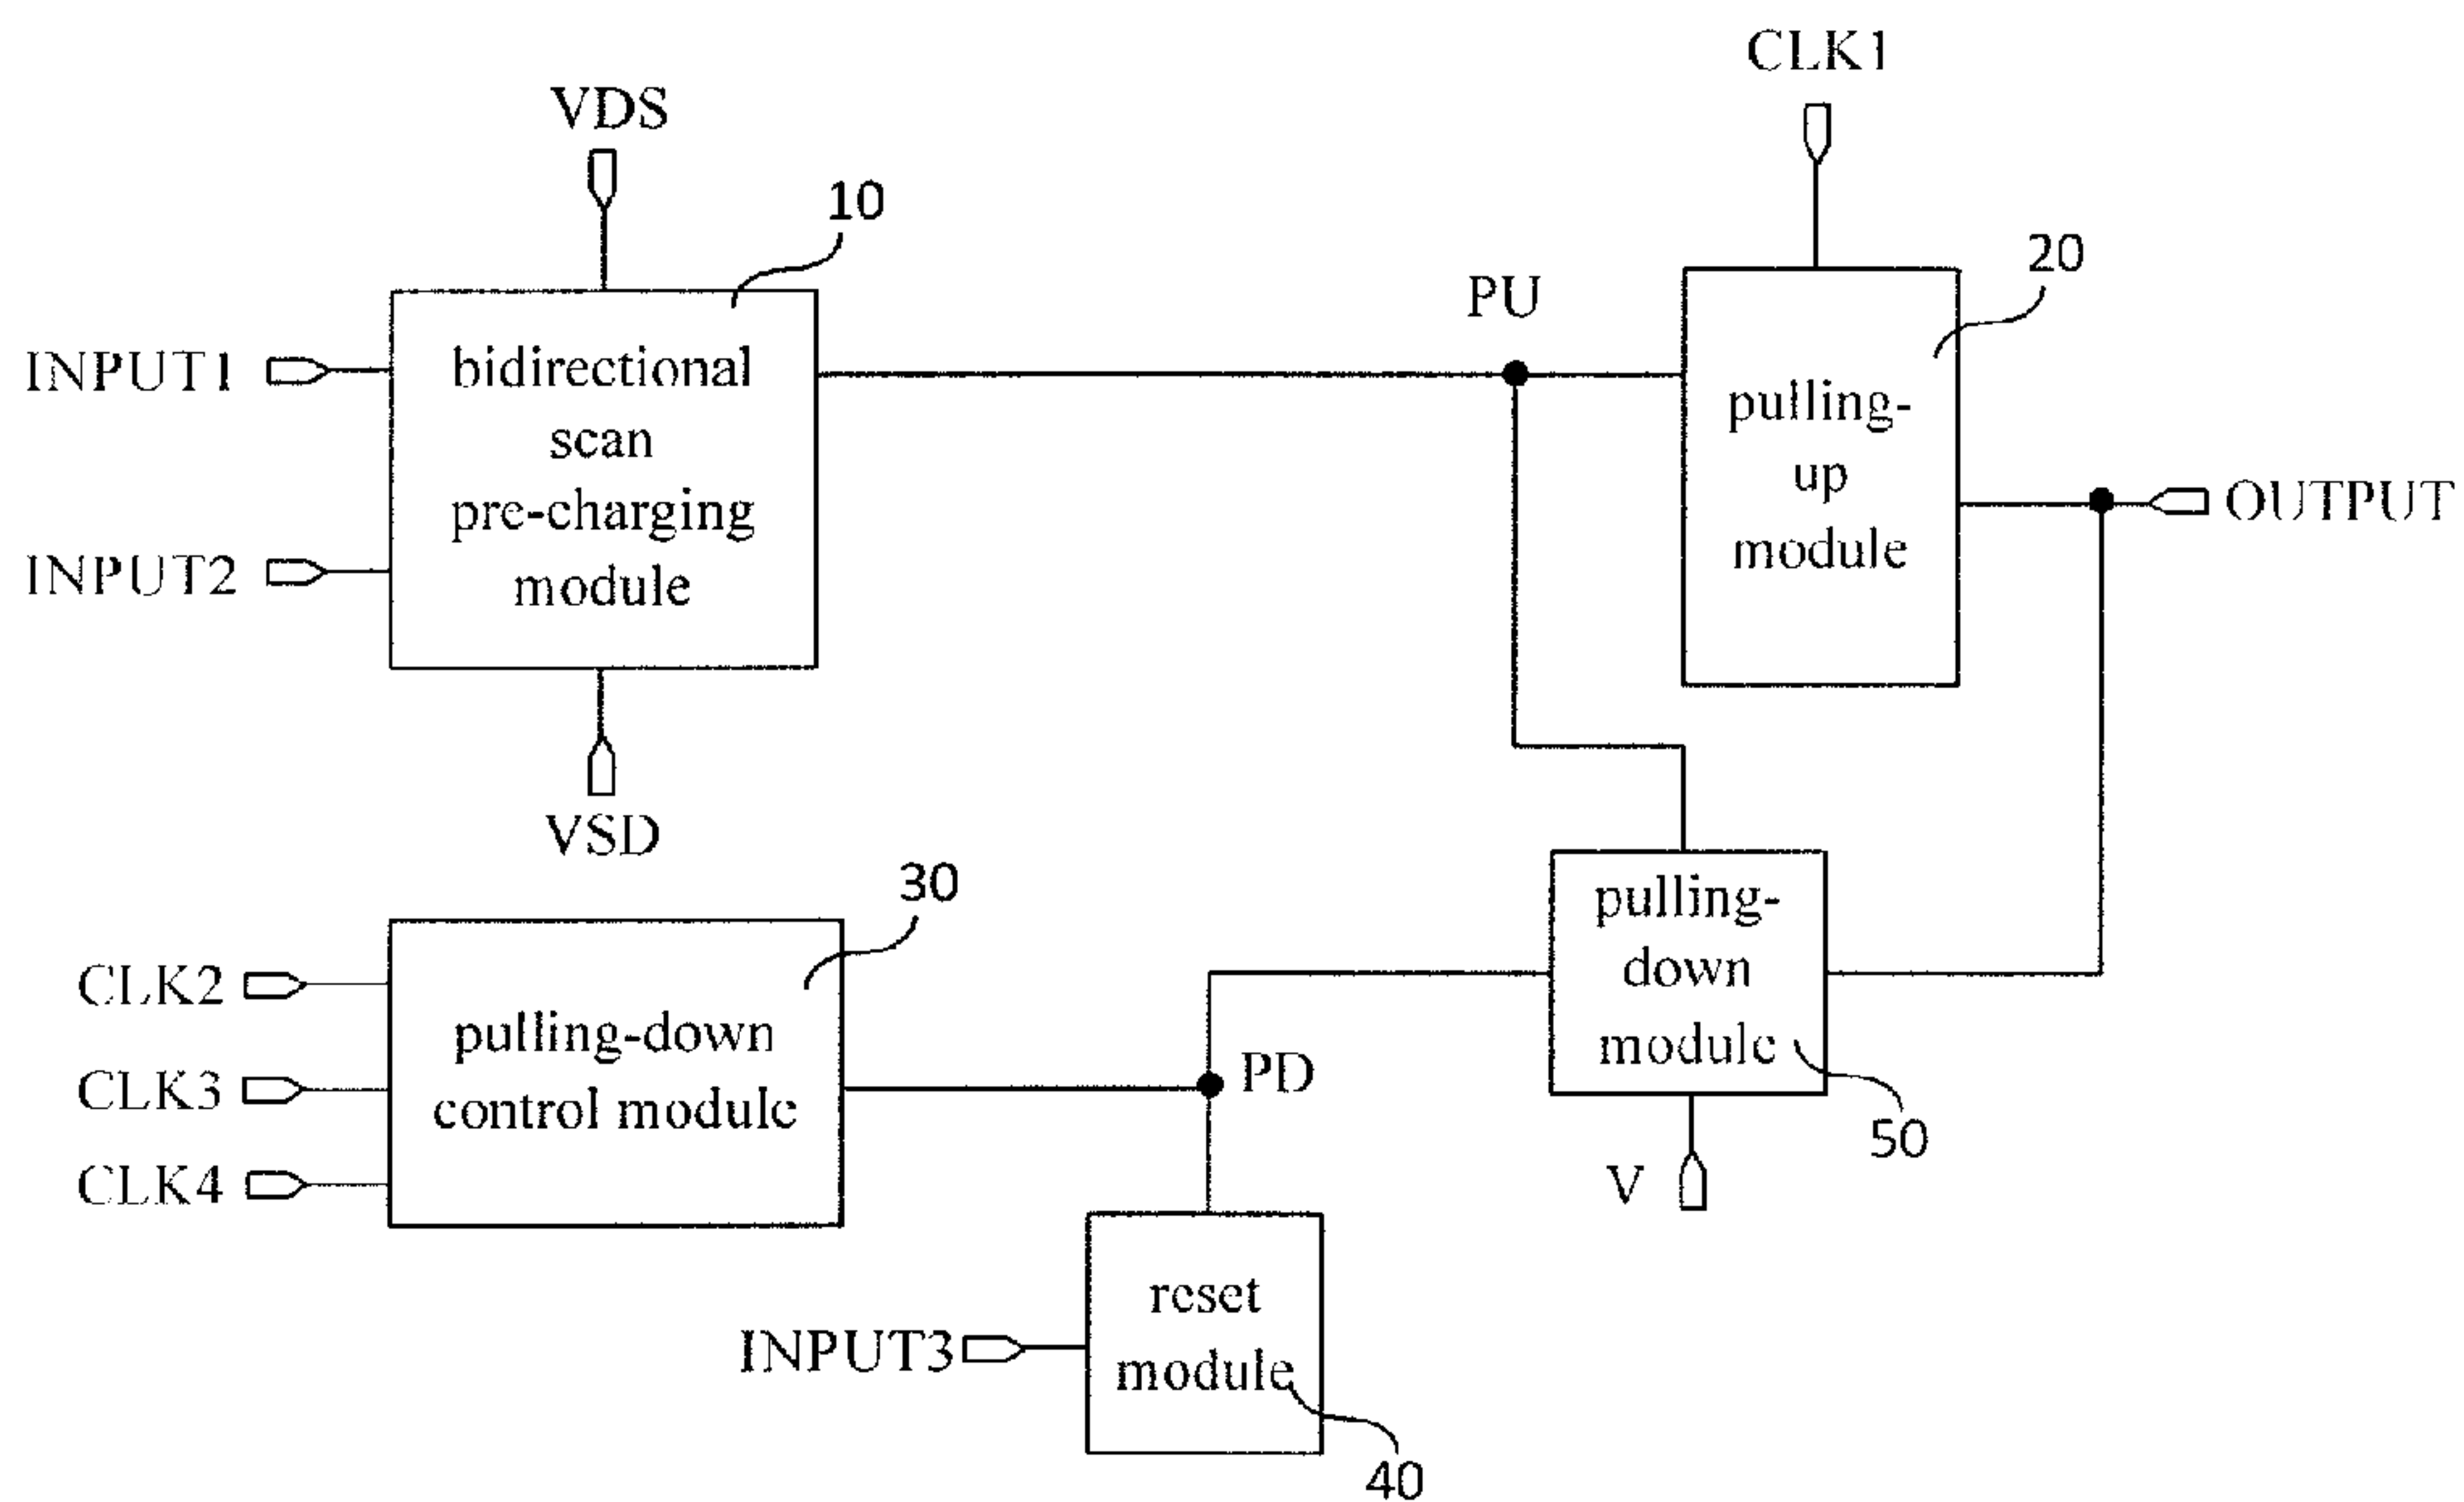 CLK1
VDS
10
20
PU
INPUT1
bidirectional
scan
pre-charging
module
pulling-
up
module
OUTPUT
INPUT2
VSD
30
pulling-
down
module
CLK2
CLK3
CLK4
pulling-down
control module
PD
50
V
reset
module
INPUT3
40